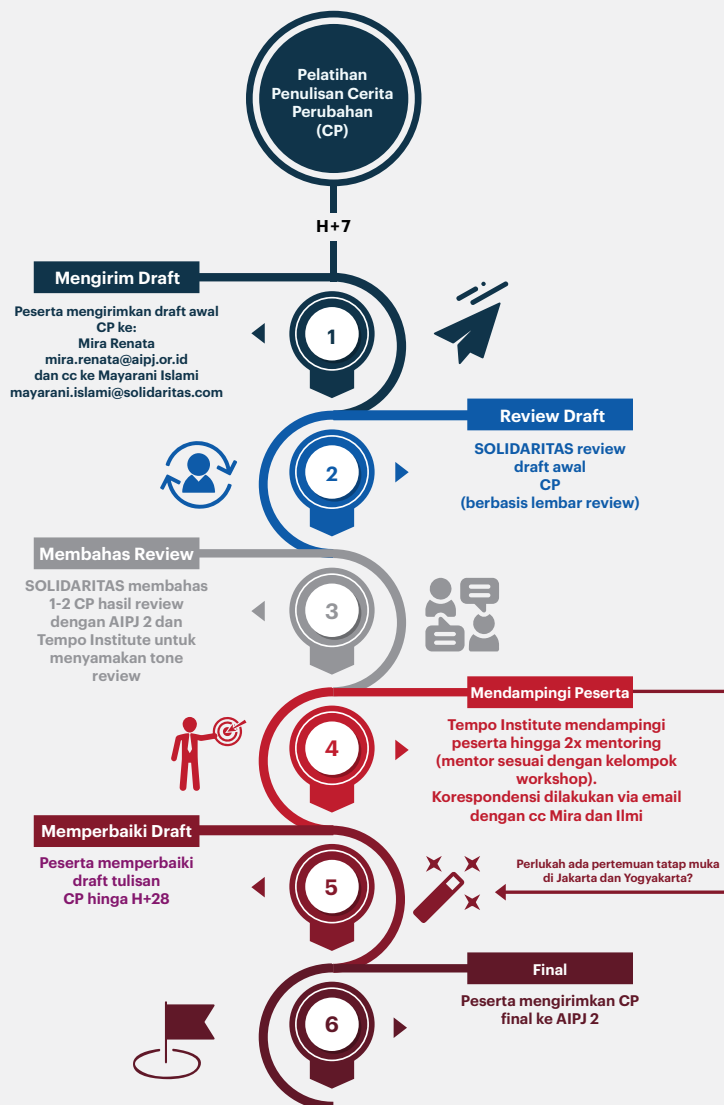 Pelatihan
Penulisan Cerita
Perubahan
(CP)
H+7
Mengirim Draft
Peserta mengirimkan draft awal
CP ke:
Mira Renata
mira.renata@aipj.or.id
dan cc ke Mayarani Islami
mayarani.islami@solidaritas.com
1
Review Draft
SOLIDARITAS review
draft awal
CP
(berbasis lembar review)
2
Membahas Review
SOLIDARITAS membahas
1-2 CP hasil review
dengan AIPJ 2 dan
Tempo Institute untuk
menyamakan tone
review
3
Mendampingi Peserta
Tempo Institute mendampingi
peserta hingga 2x mentoring
(mentor sesuai dengan kelompok
workshop).
Korespondensi dilakukan via email
dengan cc Mira dan Ilmi
4
Memperbaiki Draft
Peserta memperbaiki
draft tulisan
CP hingga H+28
5
Perlukah ada pertemuan tatap muka
di Jakarta dan Yogyakarta?
Final
Peserta mengirimkan CP
final ke AIPJ 2
6